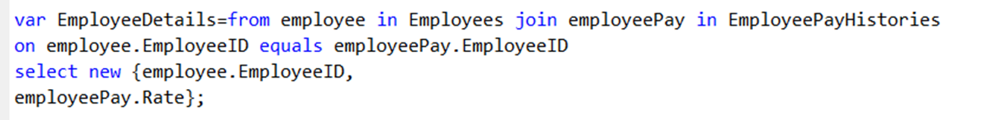 var EmployeeDetails=from employee in Employees join employeePay in EmployeePayHistories
on employee.EmployeeID equals employeePay.EmployeeID
select new {employee.EmployeeID,
employeePay.Rate};